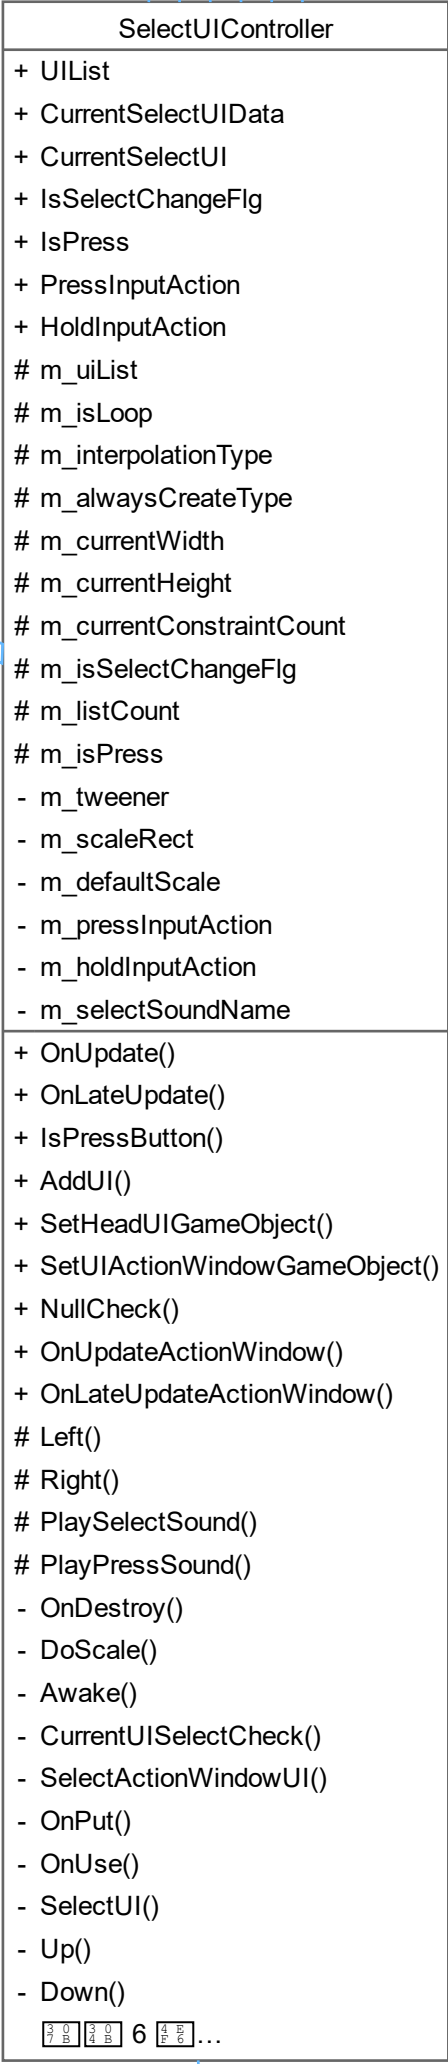 SelectUIController
+ UIList
+ CurrentSelectUIData
+ CurrentSelectUI
+ IsSelectChangeFlg
+ IsPress
+ PressInputAction
+ HoldInputAction
# m_uiList
# m_isLoop
# m_interpolationType
# m_alwaysCreateType
# m_currentWidth
# m_currentHeight
# m_currentConstraintCount
# m_isSelectChangeFlg
# m_listCount
# m_isPress
- m_tweener
- m_scaleRect
- m_defaultScale
- m_pressInputAction
- m_holdInputAction
- m_selectSoundName
+ OnUpdate()
+ OnLateUpdate()
+ IsPressButton()
+ AddUI()
+ SetHeadUIGameObject()
+ SetUIActionWindowGameObject()
+ NullCheck()
+ OnUpdateActionWindow()
+ OnLateUpdateActionWindow()
# Left()
# Right()
# PlaySelectSound()
# PlayPressSound()
- OnDestroy()
- DoScale()
- Awake()
- CurrentUISelectCheck()
- SelectActionWindowUI()
- OnPut()
- OnUse()
- SelectUI()
- Up()
- Down()
6 ...